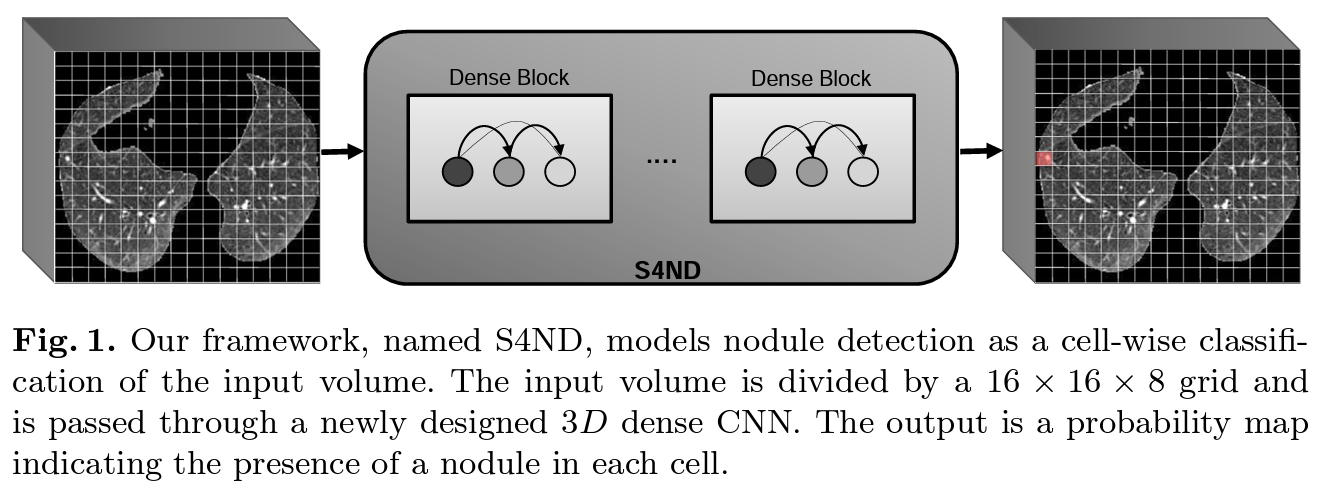 Dense Block
Dense Block
....
S4ND
Fig. 1. Our framework, named S4ND, models nodule detection as a cell-wise classifi-
cation of the input volume. The input volume is divided by a 16 × 16 × 8 grid and
is passed through a newly designed 3D dense CNN. The output is a probability map
indicating the presence of a nodule in each cell.